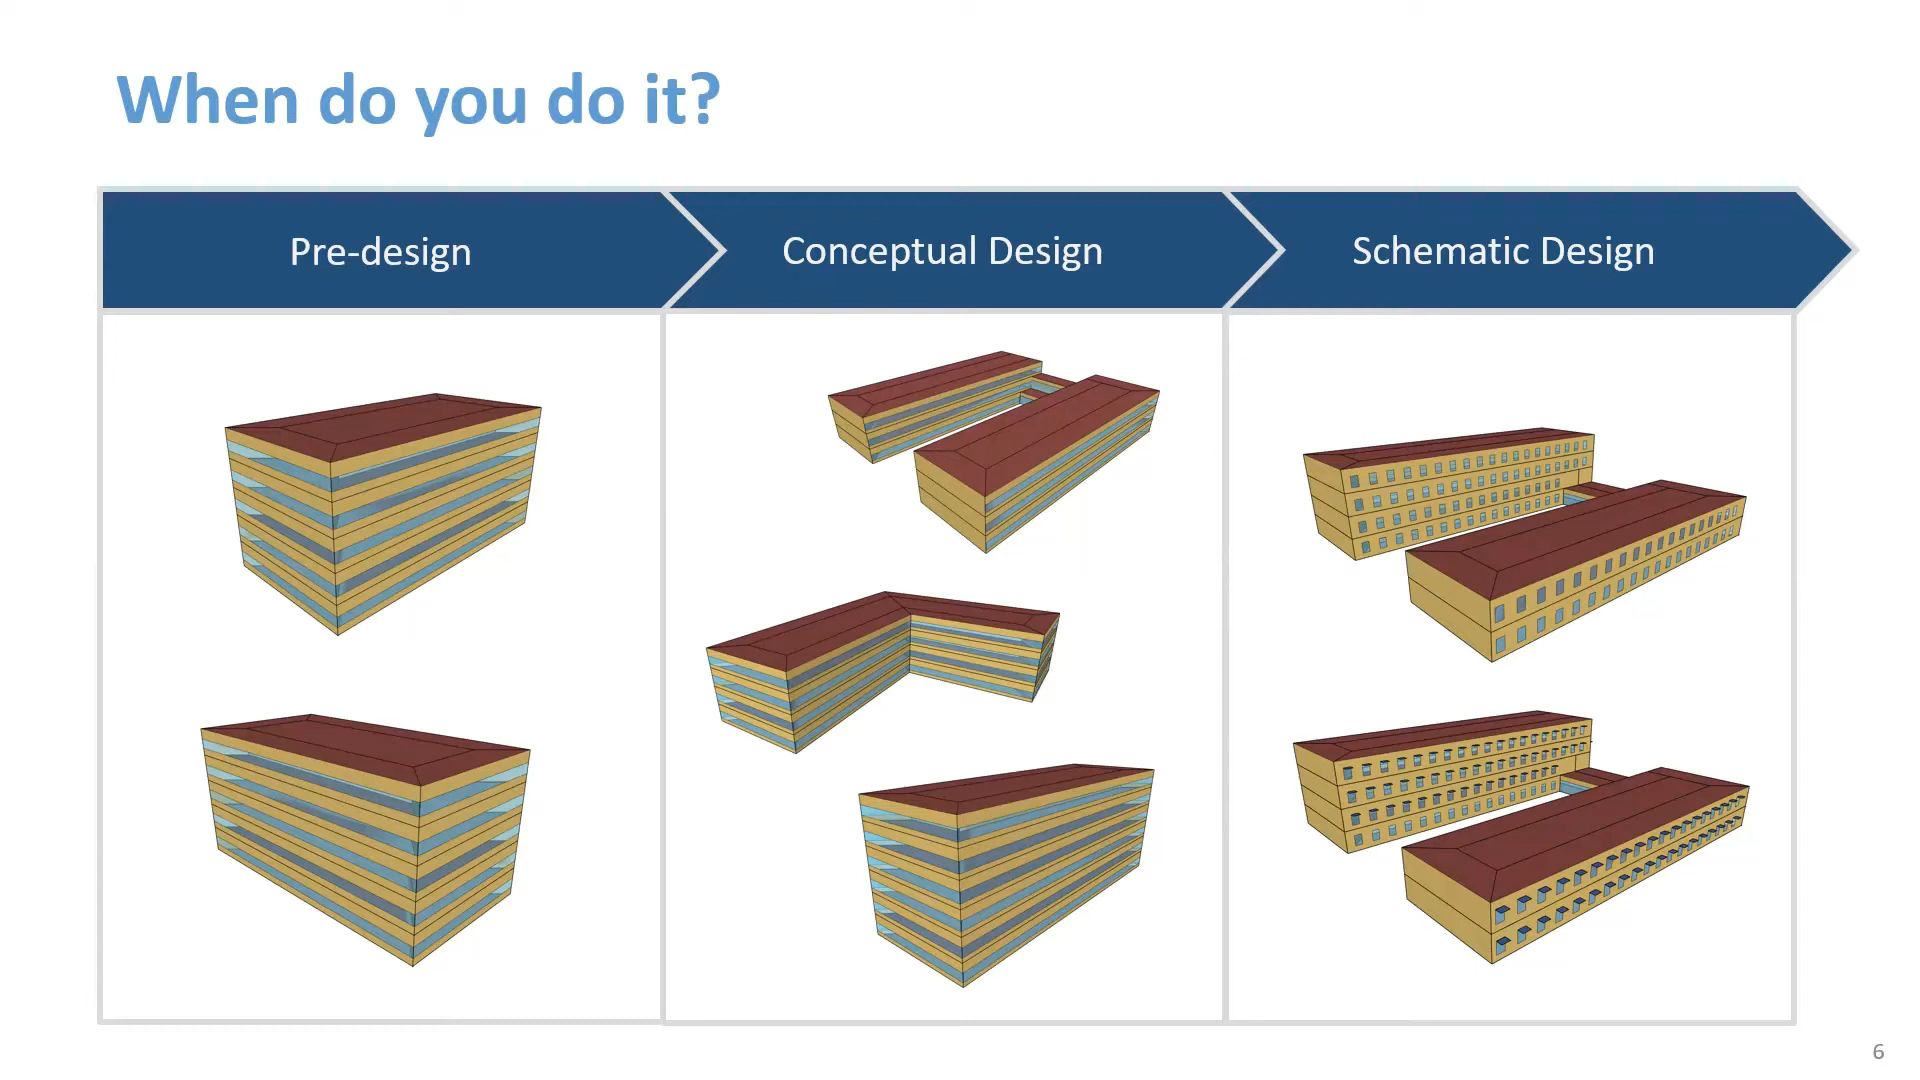 When do you do it?
Pre-design
Conceptual Design
Schematic Design
6